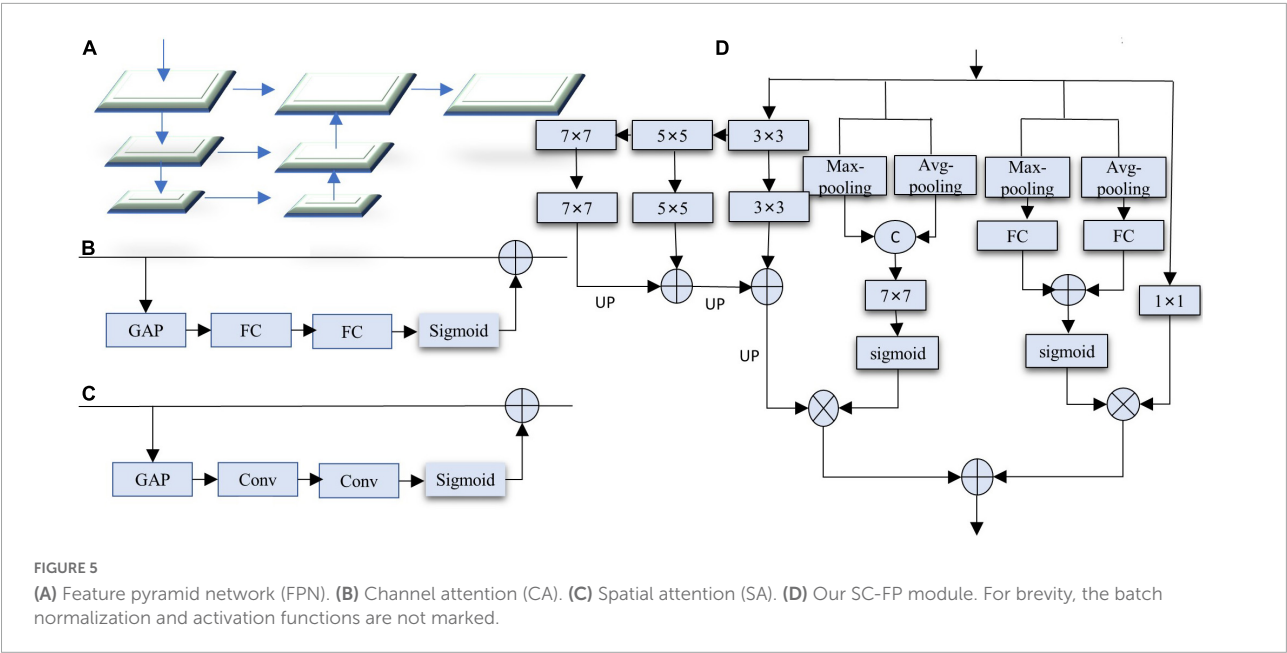 A
D
7×7
5×5
3×3
Max-
pooling
Avg-
pooling
Max-
pooling
Avg-
pooling
7×7
5×5
3×3
C
FC
FC
B
UP
UP
7×7
1×1
GAP
FC
FC
Sigmoid
UP
sigmoid
sigmoid
C
GAP
Conv
Conv
Sigmoid
FIGURE 5
(A) Feature pyramid network (FPN). (B) Channel attention (CA). (C) Spatial attention (SA). (D) Our SC-FP module. For brevity, the batch
normalization and activation functions are not marked.